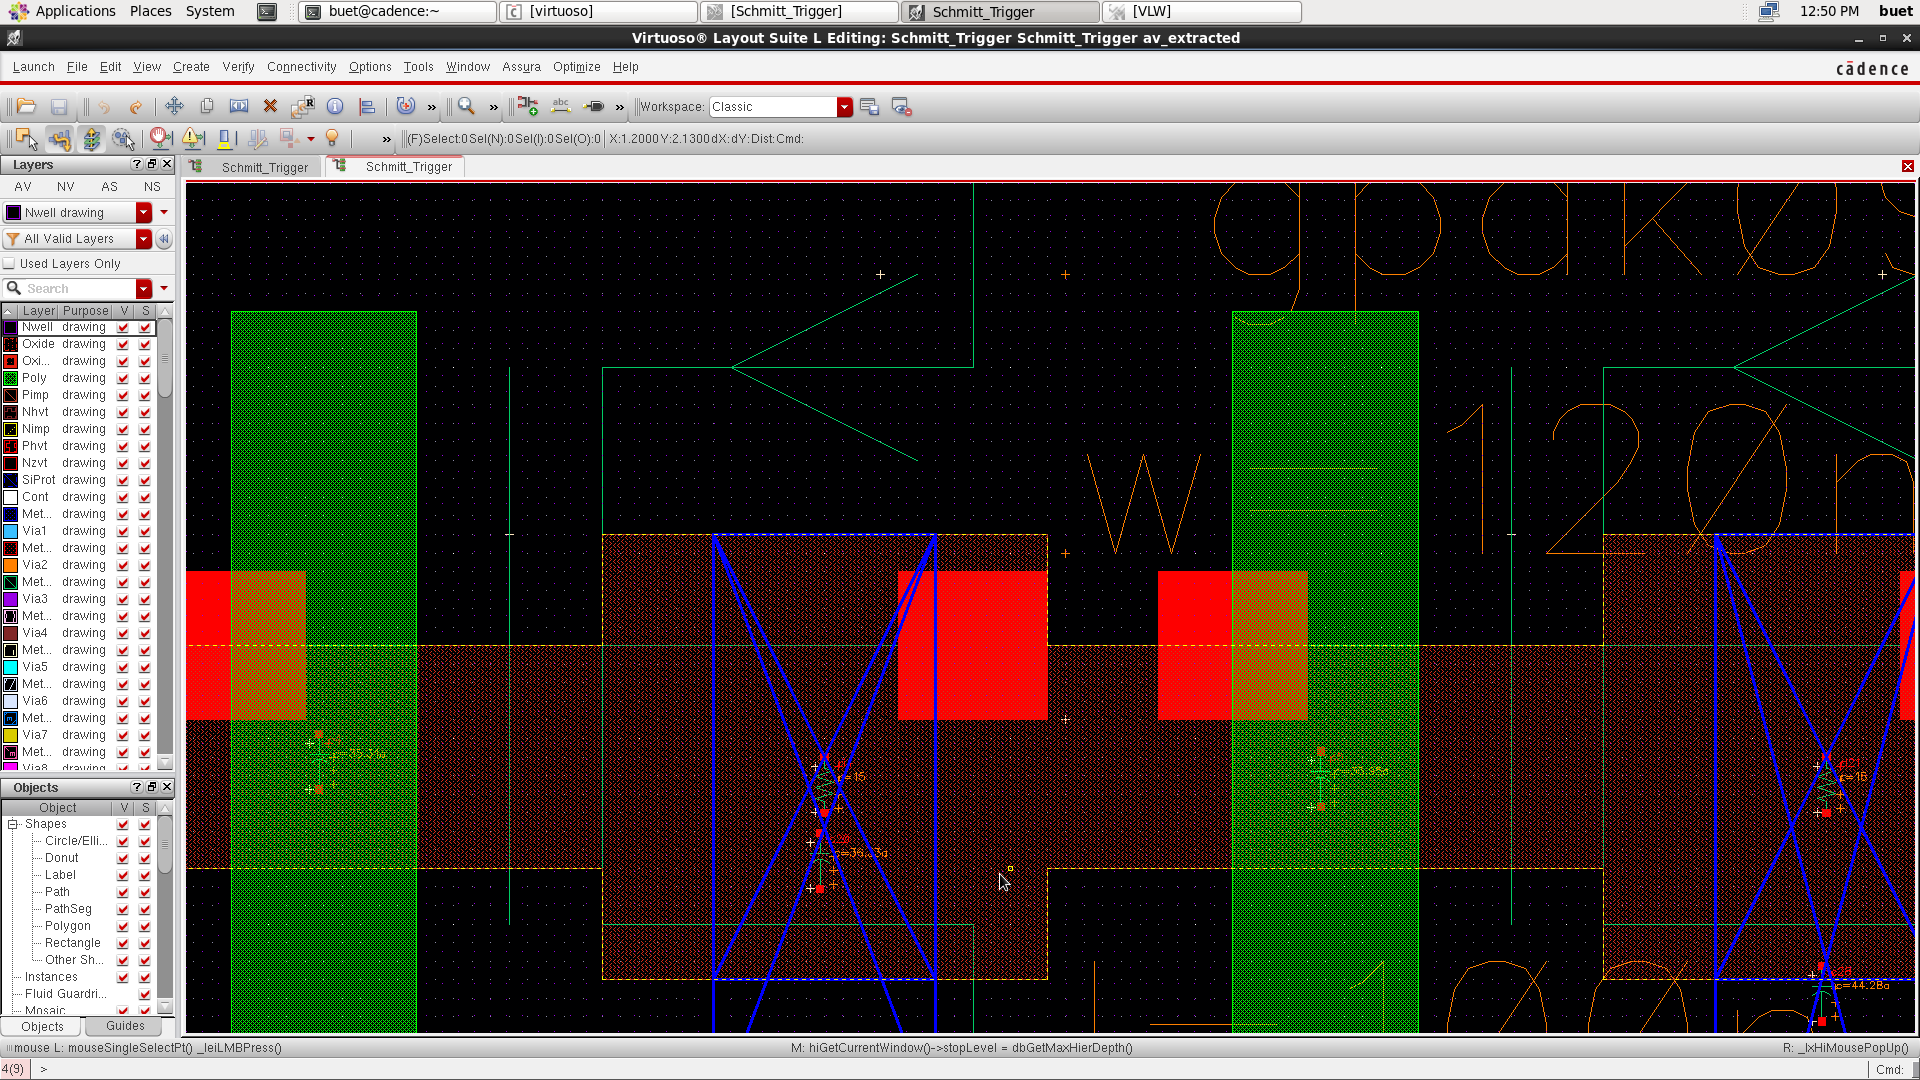 Applications Places System buet@cadence:~ [virtuoso] [Schmitt_Trigger] Schmitt_Trigger [VLW] 12:50 PM buet
Virtuoso® Layout Suite L Editing: Schmitt_Trigger Schmitt_Trigger av_extracted
Launch File Edit View Create Verify Connectivity Options Tools Window Assura Optimize Help cādence
» » abc » Workspace: Classic
» (F)Select:0 Sel(N):0 Sel(I):0 Sel(O):0 X:1.2000 Y:2.1300 dX: dY: Dist: Cmd:
Layers ? Schmitt_Trigger Schmitt_Trigger
AV NV AS NS
Nwell drawing
All Valid Layers
Used Layers Only
Search
Layer Purpose V S
Nwell drawing
Oxide drawing
Oxi... drawing
Poly drawing
Pimp drawing
Nhvt drawing
Nimp drawing
Phvt drawing
Nzvt drawing
SiProt drawing
Cont drawing
Met... drawing
Via1 drawing
Met... drawing
Via2 drawing
Met... drawing
Via3 drawing
Met... drawing
Via4 drawing
Met... drawing
Via5 drawing
Met... drawing
Via6 drawing
Met... drawing
Via7 drawing
Met... drawing
Via8 drawing
gpdk0
W = 120n
r=16
r=16
c=44.28a
Objects ?
Object V S
Shapes
Circle/Elli...
Donut
Label
Path
PathSeg
Polygon
Rectangle
Other Sh...
Instances
Fluid Guardri...
Mosaic
Objects Guides
mouse L: mouseSingleSelectPt() _leiLMBPress() M: hiGetCurrentWindow()->stopLevel = dbGetMaxHierDepth() R: _lxHiMousePopUp()
4(9) > Cmd: